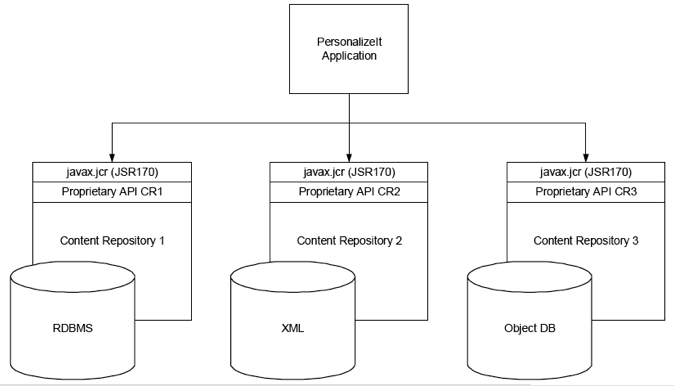 PersonalizeIt
Application
javax.jcr (JSR170)
Proprietary API CR1
Content Repository 1
RDBMS
javax.jcr (JSR170)
Proprietary API CR2
Content Repository 2
XML
javax.jcr (JSR170)
Proprietary API CR3
Content Repository 3
Object DB